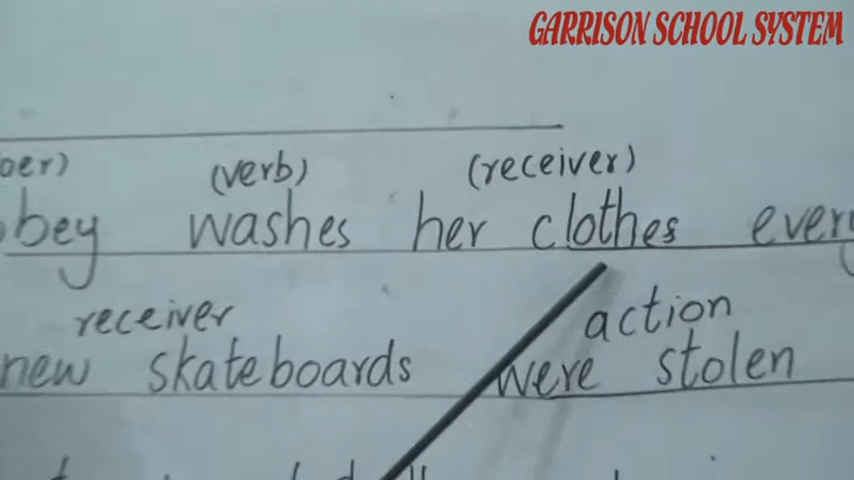 GARRISON SCHOOL SYSTEM
(verb) (receiver)
washes her clothes
receiver action
new skateboards were stolen